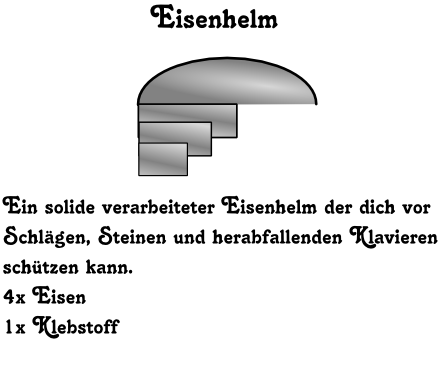 Eisenhelm
Ein solide verarbeiteter Eisenhelm der dich vor
Schlägen, Steinen und herabfallenden Klavieren
schützen kann.
4x Eisen
1x Klebstoff